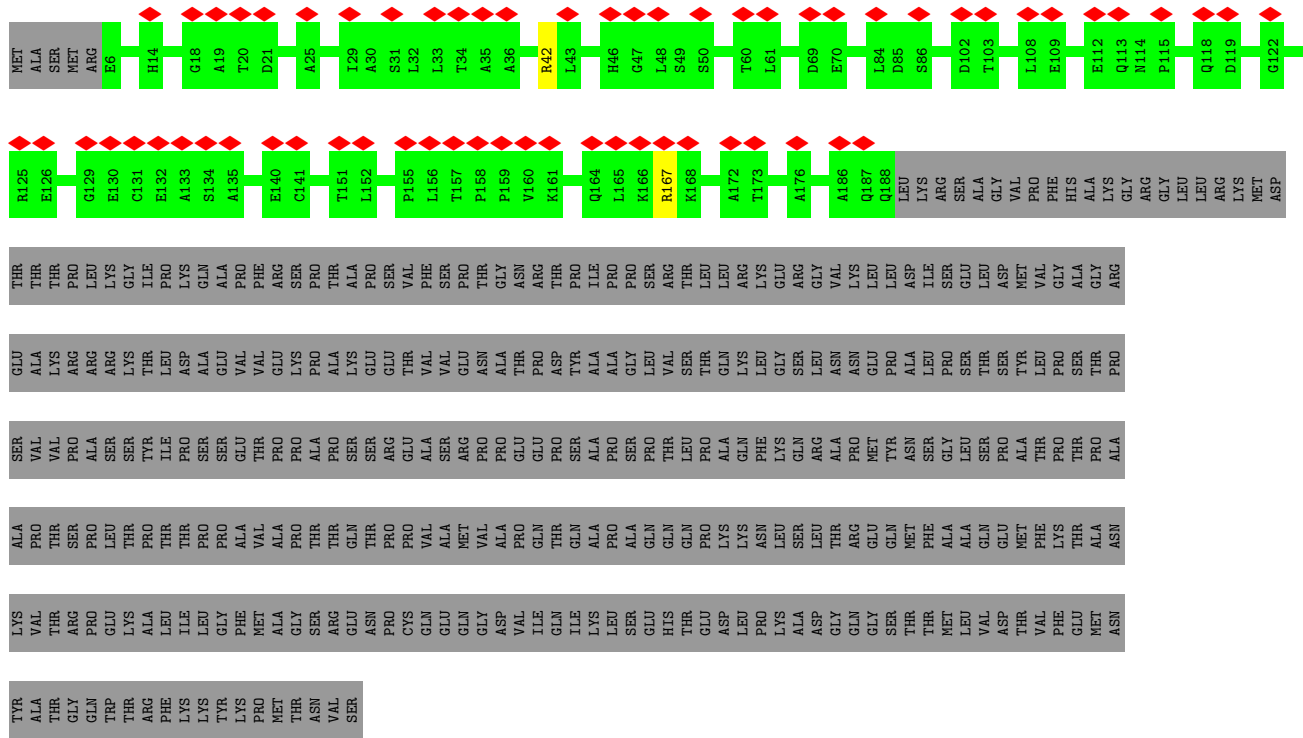 MET ALA SER MET ARG E6 H14 G18 A19 T20 D21 A25 I29 A30 S31 L32 L33 T34 A35 A36 R42 L43 H46 G47 L48 S49 S50 T60 L61 D69 E70 L84 D85 S86 D102 T103 L108 E109 E112 Q113 N114 P115 Q118 D119 G122
R125 E126 G129 E130 C131 E132 A133 S134 A135 E140 C141 T151 L152 P155 L156 T157 P158 P159 V160 K161 Q164 L165 K166 R167 K168 A172 T173 A176 A186 Q187 Q188 LEU LYS ARG SER ALA GLY VAL PRO PHE HIS ALA LYS GLY ARG GLY LEU LEU ARG LYS MET ASP
THR THR THR PRO LEU LYS GLY ILE PRO LYS GLN ALA PRO PHE ARG SER PRO THR ALA PRO SER VAL PHE SER PRO THR GLY ASN ARG THR PRO ILE PRO PRO SER ARG THR LEU LEU ARG LYS GLU ARG GLY VAL LYS LEU LEU ASP ILE SER GLU LEU ASP MET VAL GLY ALA GLY ARG
GLU ALA LYS ARG ARG ARG LYS THR LEU ASP ALA GLU VAL VAL GLU LYS PRO ALA LYS GLU GLU THR VAL VAL GLU ASN ALA THR PRO ASP TYR ALA ALA GLY LEU VAL SER THR GLN LYS LEU GLY SER LEU ASN ASN GLU PRO ALA LEU PRO SER THR SER TYR LEU PRO SER THR PRO
SER VAL VAL PRO ALA SER SER TYR ILE PRO SER SER GLU THR PRO PRO ALA PRO SER SER ARG GLU ALA SER ARG PRO PRO GLU GLU PRO SER ALA PRO SER PRO THR LEU PRO ALA GLN PHE LYS GLN ARG ALA PRO MET TYR ASN SER GLY LEU SER PRO ALA THR PRO THR PRO ALA
ALA PRO THR SER PRO LEU THR PRO THR THR PRO PRO ALA VAL ALA PRO THR THR GLN THR PRO PRO VAL ALA MET VAL ALA PRO GLN THR GLN ALA PRO ALA GLN GLN GLN PRO LYS LYS ASN LEU SER LEU THR ARG GLU GLN MET PHE ALA ALA GLN GLU MET PHE LYS THR ALA ASN
LYS VAL THR ARG PRO GLU LYS ALA LEU ILE LEU GLY PHE MET ALA GLY SER ARG GLU ASN PRO CYS GLN GLU GLN GLY ASP VAL ILE GLN ILE LYS LEU SER GLU HIS THR GLU ASP LEU PRO LYS ALA ASP GLY GLN GLY SER THR THR MET LEU VAL ASP THR VAL PHE GLU MET ASN
TYR ALA THR GLY GLN TRP THR ARG PHE LYS LYS TYR LYS PRO MET THR ASN VAL SER